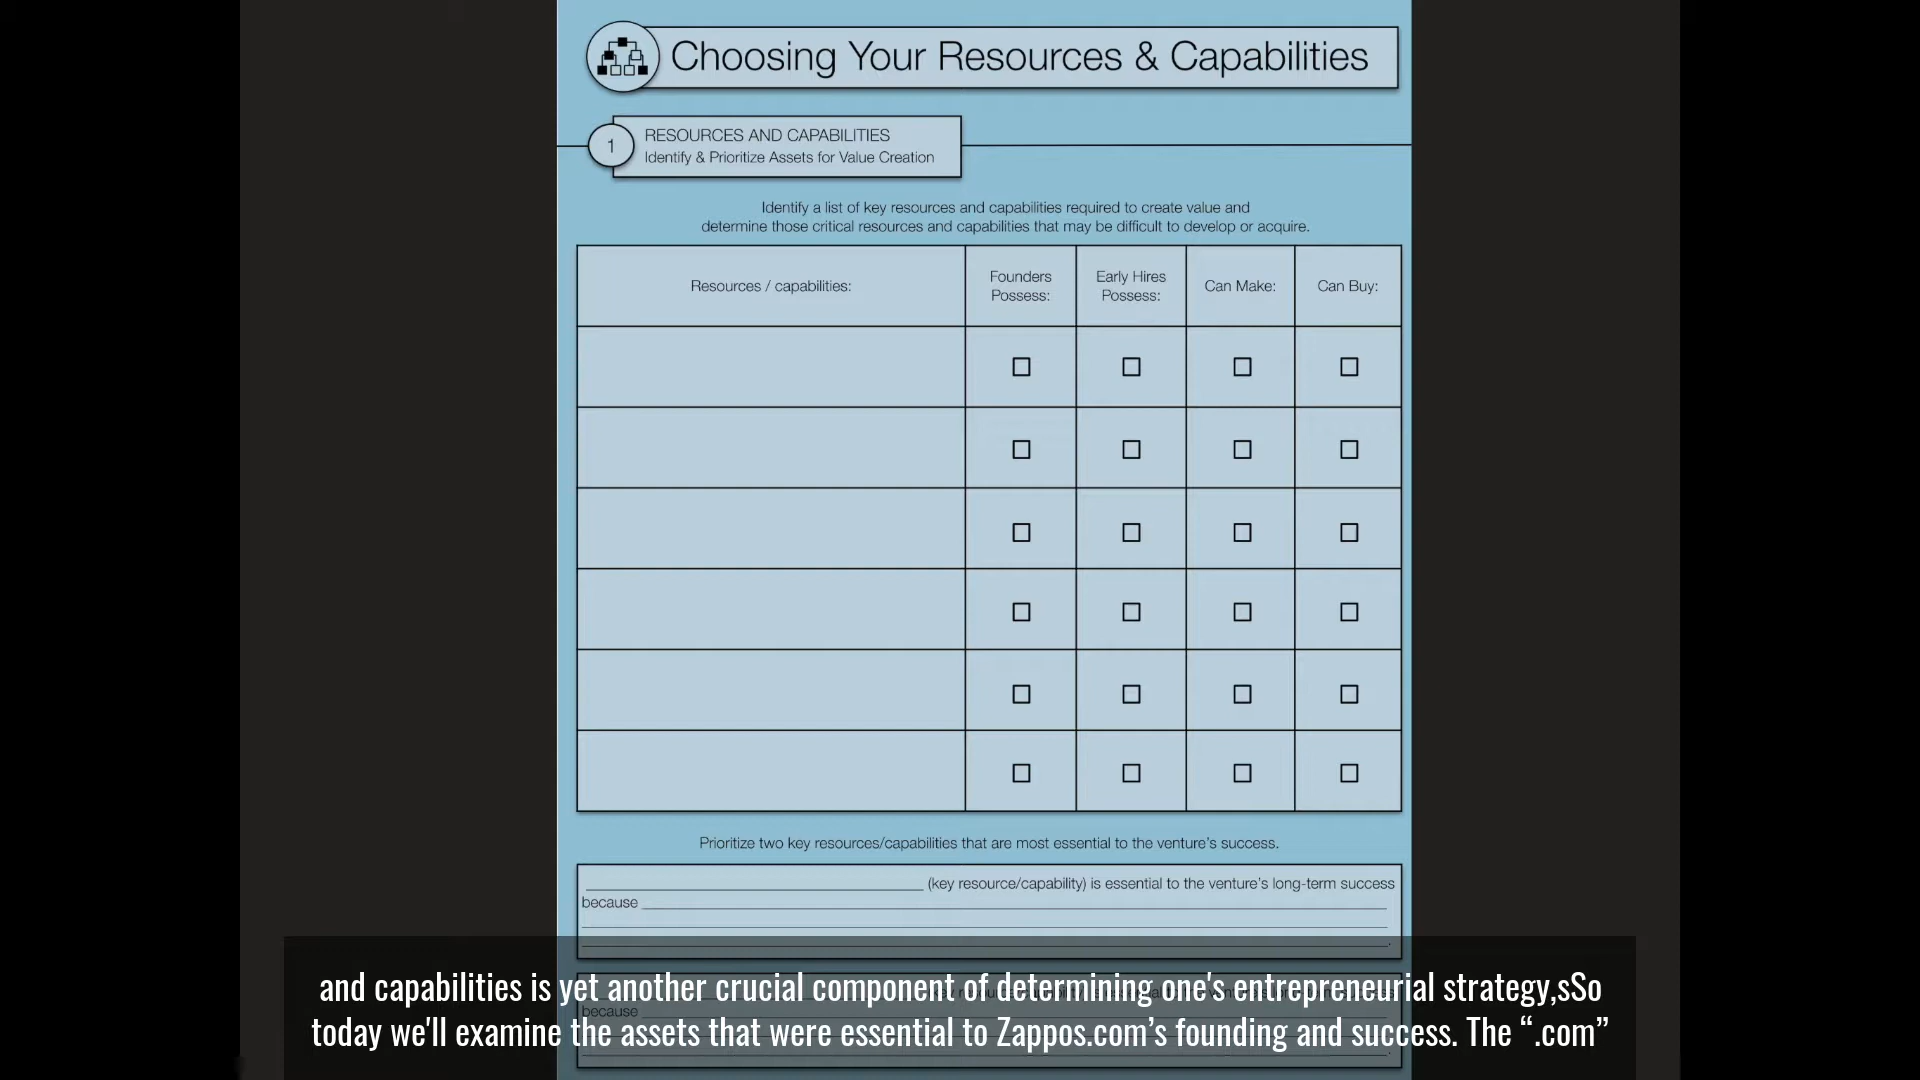 Choosing Your Resources & Capabilities
1
RESOURCES AND CAPABILITIES
Identify & Prioritize Assets for Value Creation
Identify a list of key resources and capabilities required to create value and
determine those critical resources and capabilities that may be difficult to develop or acquire.
Resources / capabilities:
Founders
Possess:
Early Hires
Possess:
Can Make:
Can Buy:
Prioritize two key resources/capabilities that are most essential to the venture's success.
(key resource/capability) is essential to the venture's long-term success
because
because
and capabilities is yet another crucial component of determining one's entrepreneurial strategy,sSo
today we'll examine the assets that were essential to Zappos.com’s founding and success. The “.com”